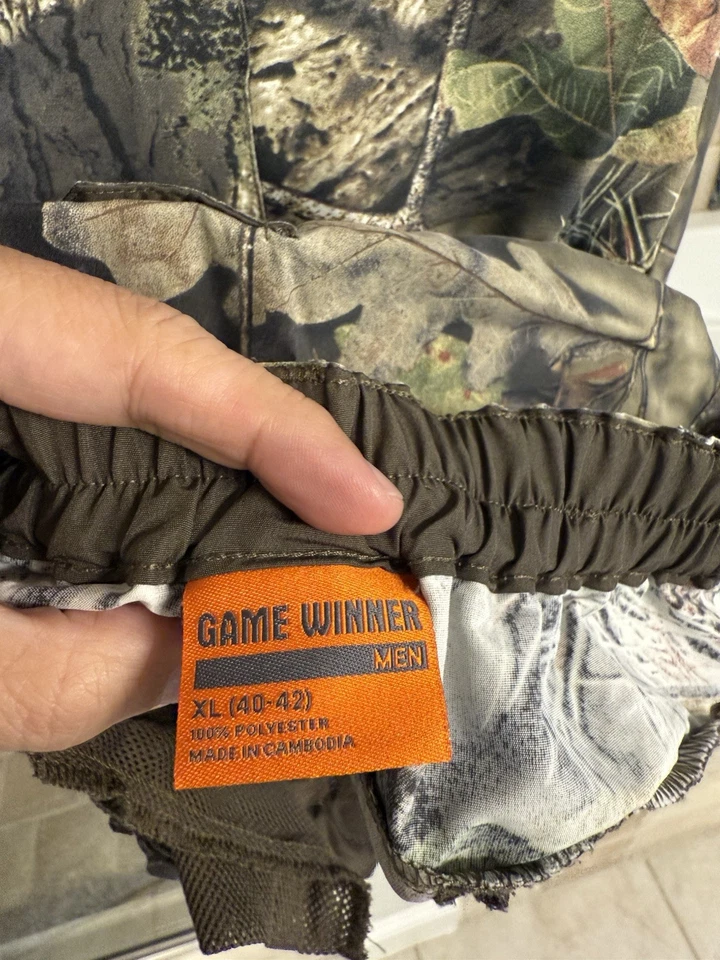 GAME WINNER
MEN
XL (40-42)
100% POLYESTER
MADE IN CAMBODIA